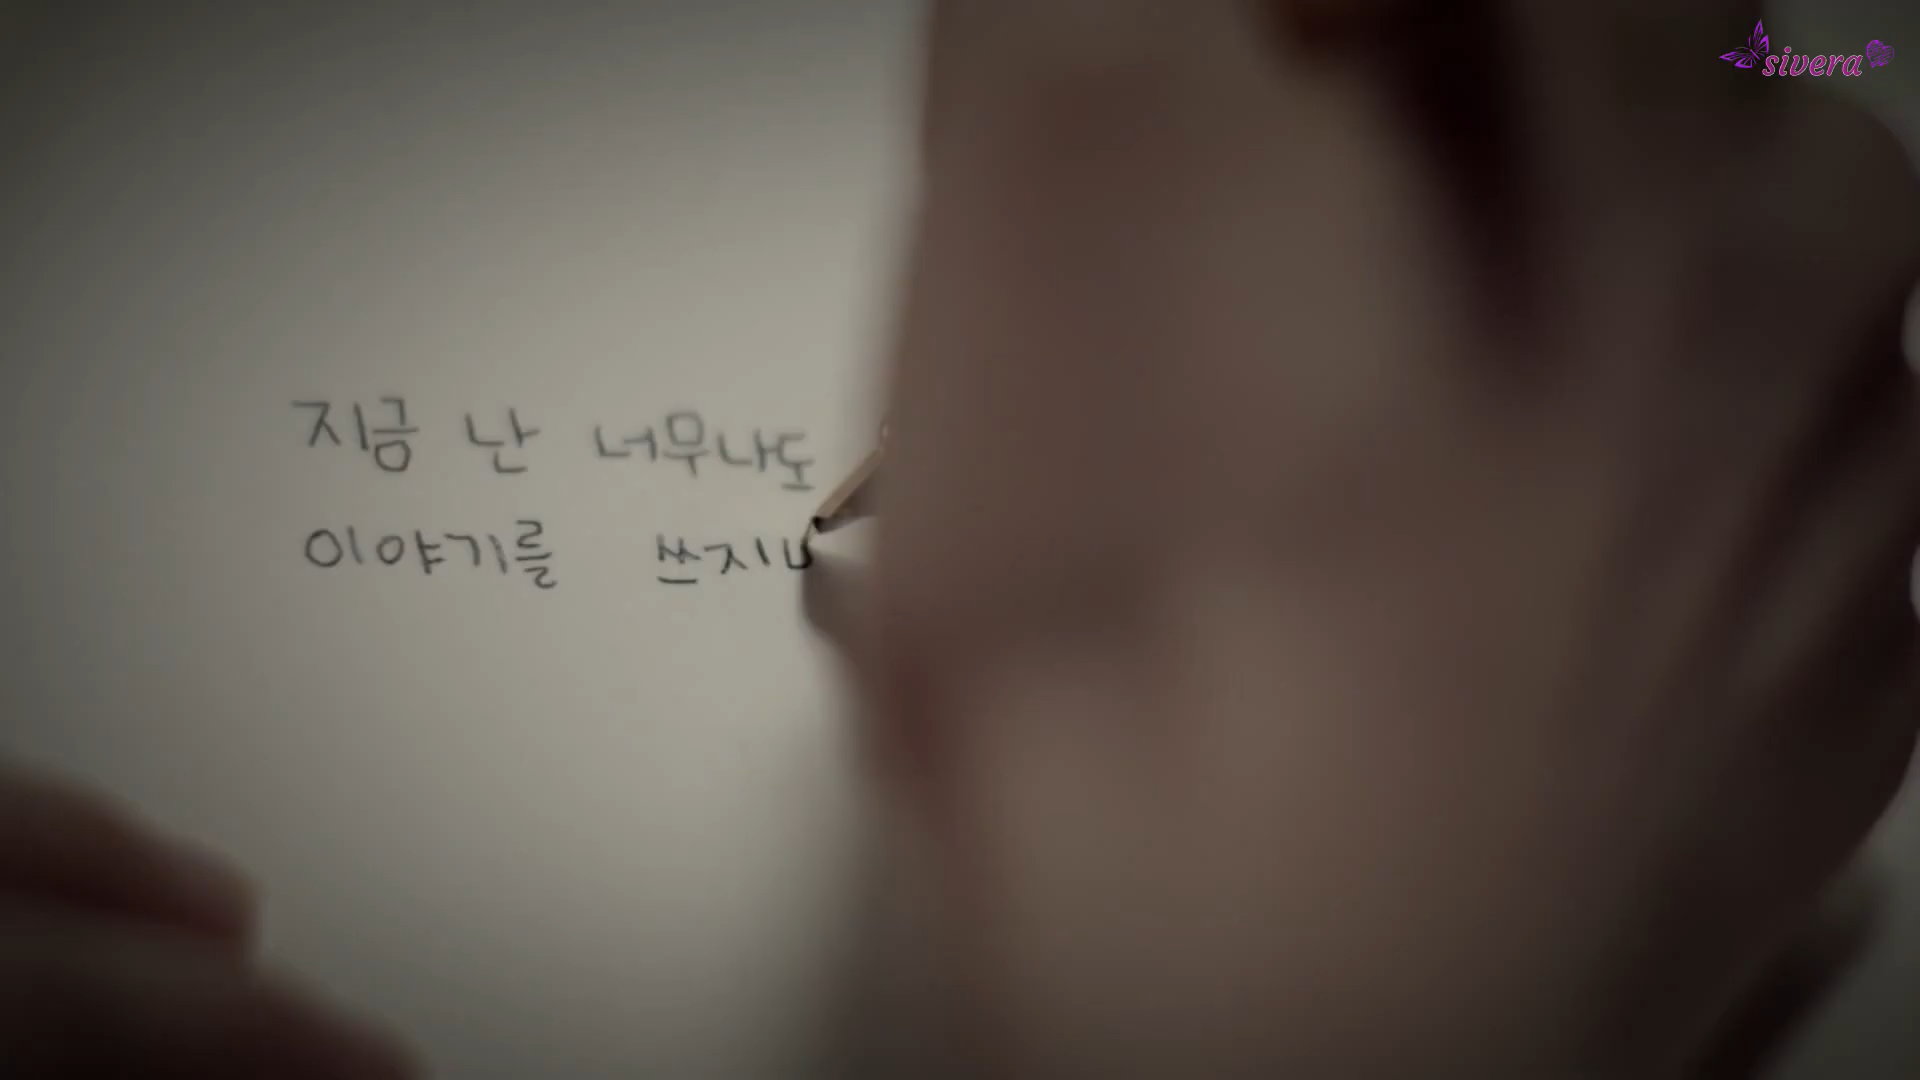 sivera
지금 난 너무나도
이야기를 쓰지